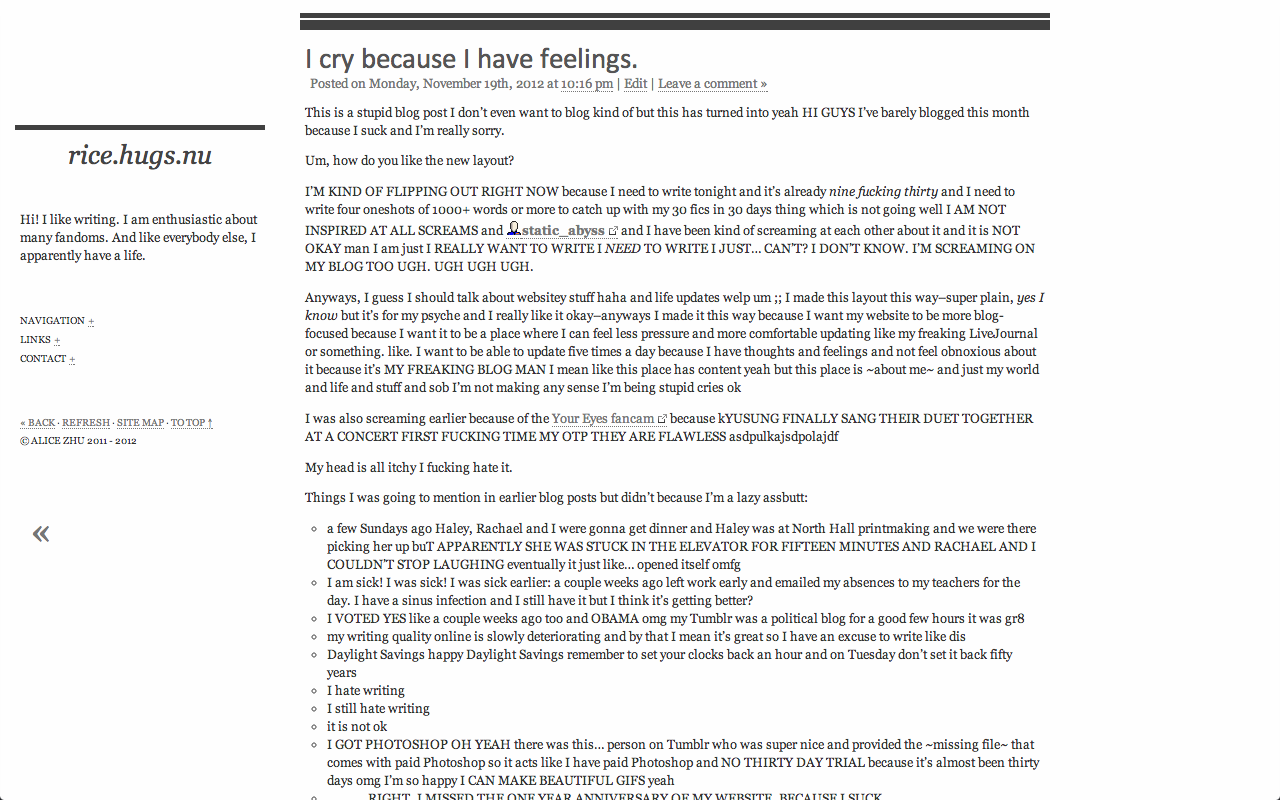 rice.hugs.nu
Hi! I like writing. I am enthusiastic about
many fandoms. And like everybody else, I
apparently have a life.
NAVIGATION +
LINKS +
CONTACT +
« BACK · REFRESH · SITE MAP · TO TOP ↑
© ALICE ZHU 2011 - 2012
«
I cry because I have feelings.
Posted on Monday, November 19th, 2012 at 10:16 pm | Edit | Leave a comment »
This is a stupid blog post I don't even want to blog kind of but this has turned into yeah HI GUYS I've barely blogged this month
because I suck and I'm really sorry.
Um, how do you like the new layout?
I'M KIND OF FLIPPING OUT RIGHT NOW because I need to write tonight and it's already nine fucking thirty and I need to
write four oneshots of 1000+ words or more to catch up with my 30 fics in 30 days thing which is not going well I AM NOT
INSPIRED AT ALL SCREAMS and static_abyss and I have been kind of screaming at each other about it and it is NOT
OKAY man I am just I REALLY WANT TO WRITE I NEED TO WRITE I JUST… CAN'T? I DON'T KNOW. I'M SCREAMING ON
MY BLOG TOO UGH. UGH UGH UGH.
Anyways, I guess I should talk about websitey stuff haha and life updates welp um ;; I made this layout this way–super plain, yes I
know but it's for my psyche and I really like it okay–anyways I made it this way because I want my website to be more blog-
focused because I want it to be a place where I can feel less pressure and more comfortable updating like my freaking LiveJournal
or something. like. I want to be able to update five times a day because I have thoughts and feelings and not feel obnoxious about
it because it's MY FREAKING BLOG MAN I mean like this place has content yeah but this place is ~about me~ and just my world
and life and stuff and sob I'm not making any sense I'm being stupid cries ok
I was also screaming earlier because of the Your Eyes fancam because kYUSUNG FINALLY SANG THEIR DUET TOGETHER
AT A CONCERT FIRST FUCKING TIME MY OTP THEY ARE FLAWLESS asdpulkajsdpolajdf
My head is all itchy I fucking hate it.
Things I was going to mention in earlier blog posts but didn't because I'm a lazy assbutt:
a few Sundays ago Haley, Rachael and I were gonna get dinner and Haley was at North Hall printmaking and we were there
picking her up buT APPARENTLY SHE WAS STUCK IN THE ELEVATOR FOR FIFTEEN MINUTES AND RACHAEL AND I
COULDN'T STOP LAUGHING eventually it just like… opened itself omfg
I am sick! I was sick! I was sick earlier: a couple weeks ago left work early and emailed my absences to my teachers for the
day. I have a sinus infection and I still have it but I think it's getting better?
I VOTED YES like a couple weeks ago too and OBAMA omg my Tumblr was a political blog for a good few hours it was gr8
my writing quality online is slowly deteriorating and by that I mean it's great so I have an excuse to write like dis
Daylight Savings happy Daylight Savings remember to set your clocks back an hour and on Tuesday don't set it back fifty
years
I hate writing
I still hate writing
it is not ok
I GOT PHOTOSHOP OH YEAH there was this… person on Tumblr who was super nice and provided the ~missing file~ that
comes with paid Photoshop so it acts like I have paid Photoshop and NO THIRTY DAY TRIAL because it's almost been thirty
days omg I'm so happy I CAN MAKE BEAUTIFUL GIFS yeah
RIGHT. I MISSED THE ONE YEAR ANNIVERSARY OF MY WEBSITE. BECAUSE I SUCK